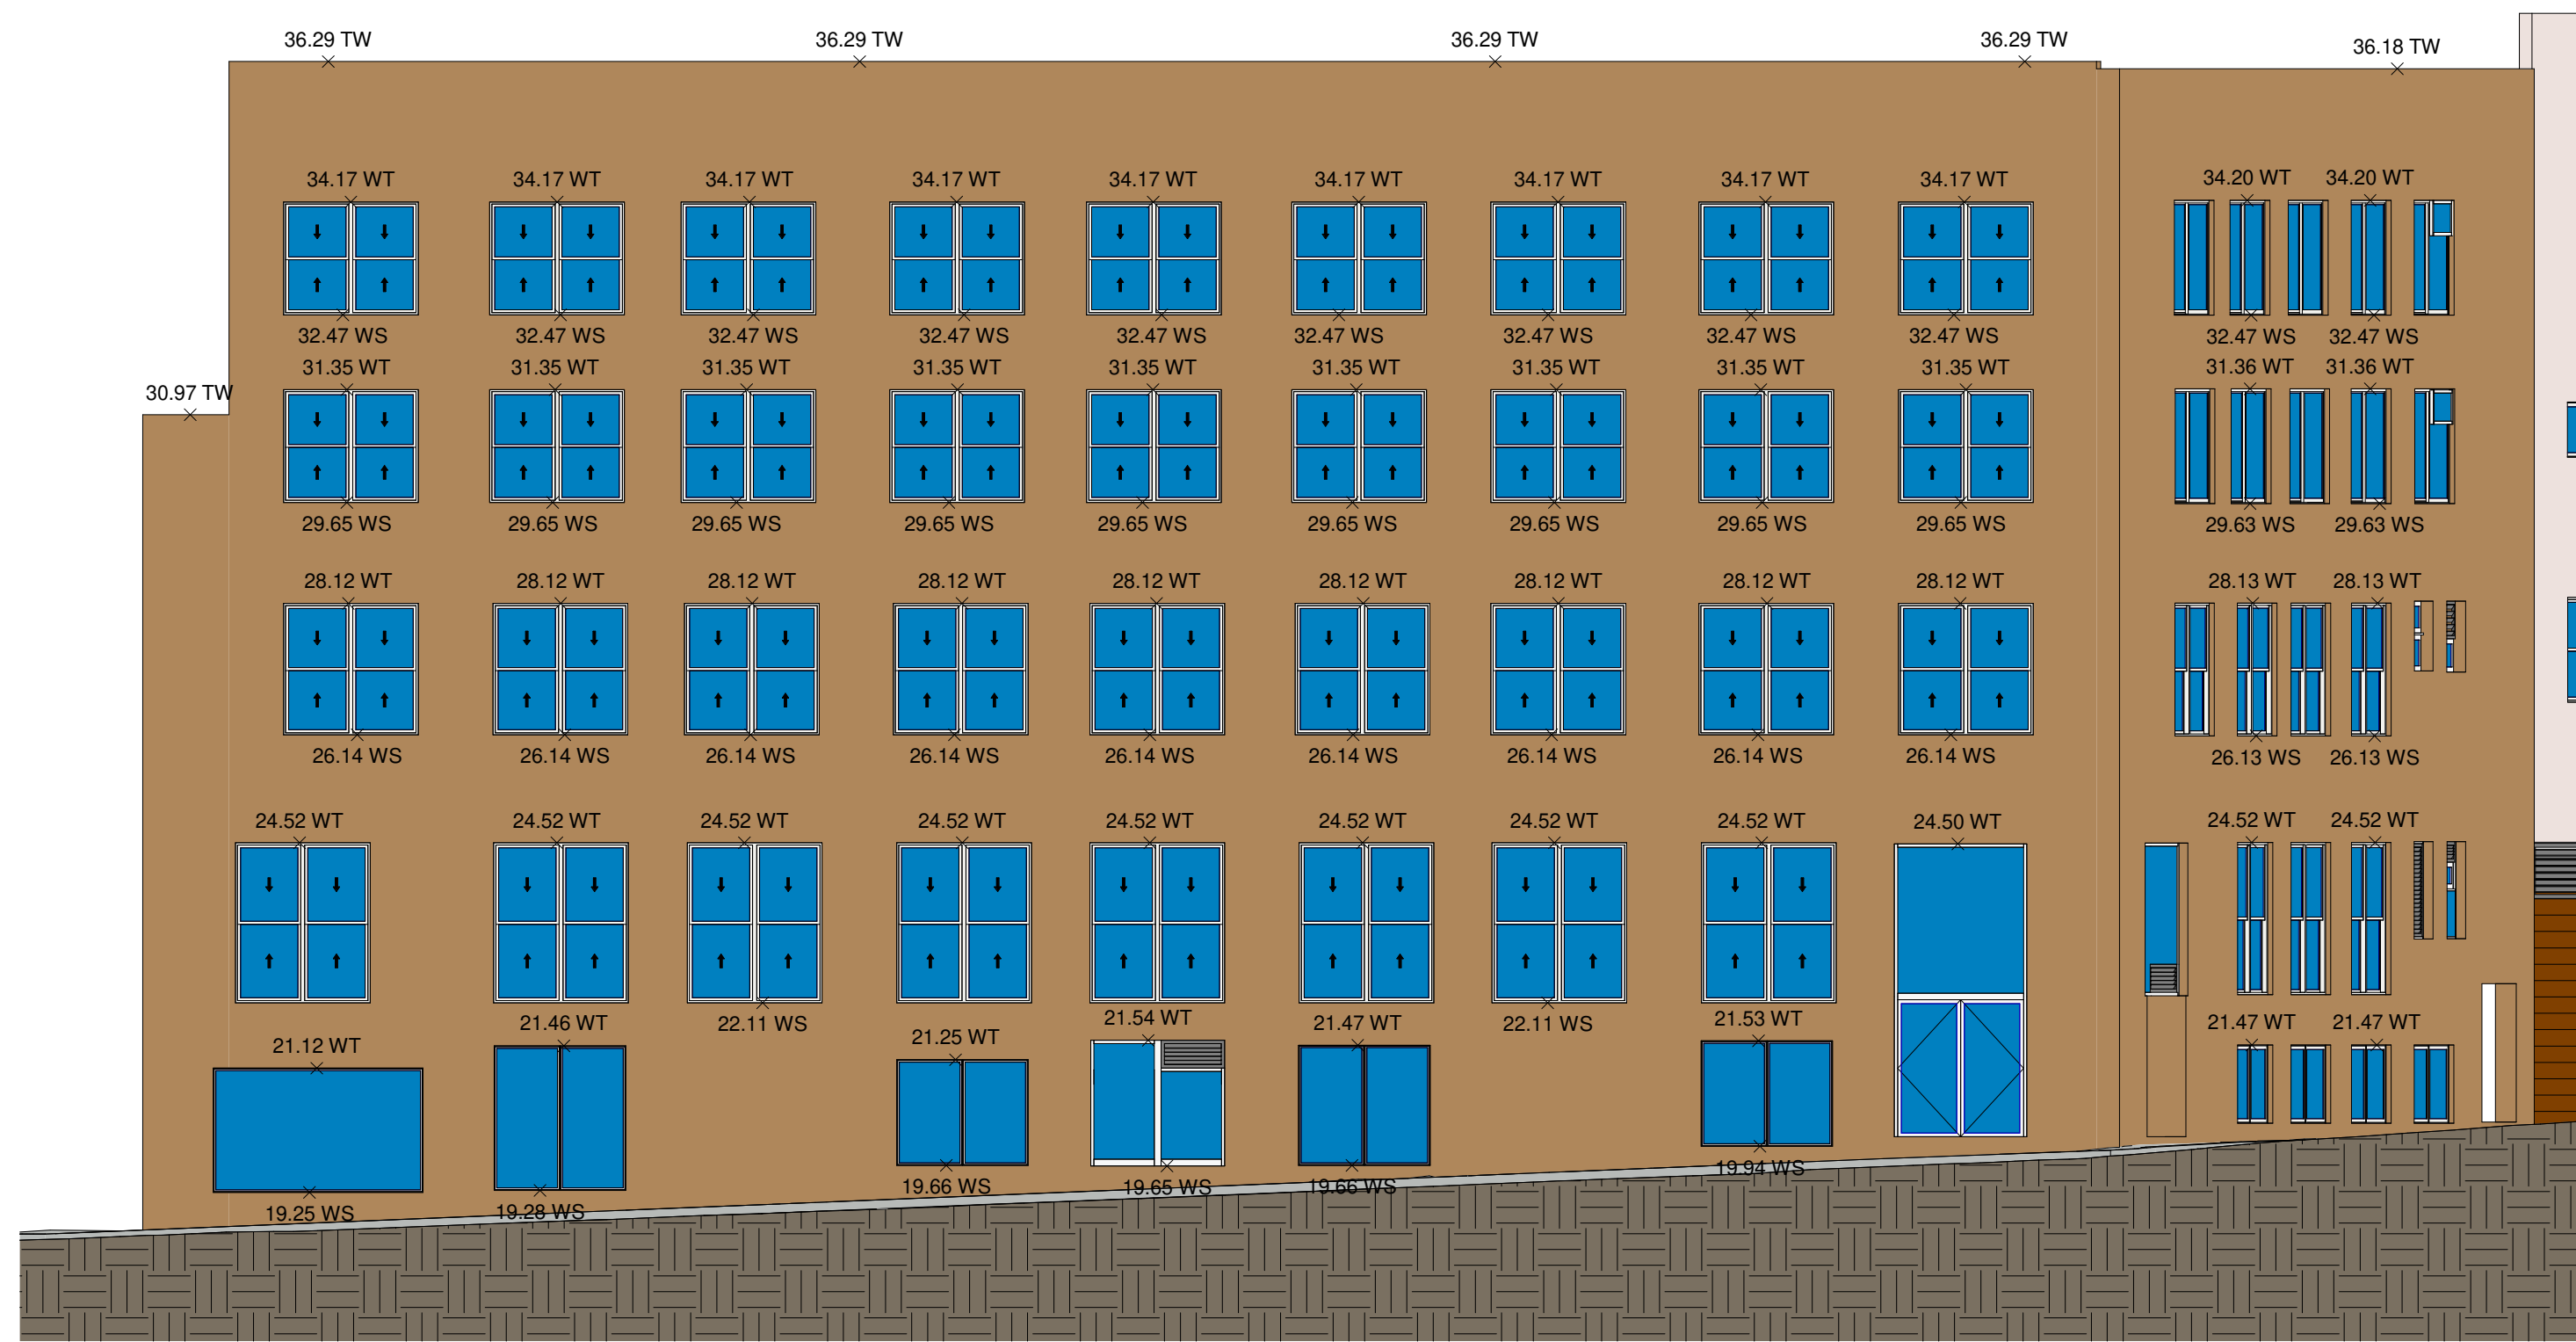 36.29 TW 36.29 TW 36.29 TW 36.29 TW 36.18 TW
34.17 WT 34.17 WT 34.17 WT 34.17 WT 34.17 WT 34.17 WT 34.17 WT 34.17 WT 34.17 WT 34.20 WT 34.20 WT
32.47 WS 32.47 WS 32.47 WS 32.47 WS 32.47 WS 32.47 WS 32.47 WS 32.47 WS 32.47 WS 32.47 WS 32.47 WS
31.35 WT 31.35 WT 31.35 WT 31.35 WT 31.35 WT 31.35 WT 31.35 WT 31.35 WT 31.35 WT 31.36 WT 31.36 WT
30.97 TW
29.65 WS 29.65 WS 29.65 WS 29.65 WS 29.65 WS 29.65 WS 29.65 WS 29.65 WS 29.65 WS 29.63 WS 29.63 WS
28.12 WT 28.12 WT 28.12 WT 28.12 WT 28.12 WT 28.12 WT 28.12 WT 28.12 WT 28.12 WT 28.13 WT 28.13 WT
26.14 WS 26.14 WS 26.14 WS 26.14 WS 26.14 WS 26.14 WS 26.14 WS 26.14 WS 26.14 WS 26.13 WS 26.13 WS
24.52 WT 24.52 WT 24.52 WT 24.52 WT 24.52 WT 24.52 WT 24.52 WT 24.52 WT 24.50 WT 24.52 WT 24.52 WT
21.46 WT 22.11 WS 21.54 WT 21.47 WT 22.11 WS 21.53 WT 21.47 WT 21.47 WT
21.12 WT 21.25 WT
19.94 WS
19.66 WS 19.65 WS 19.66 WS
19.25 WS 19.28 WS